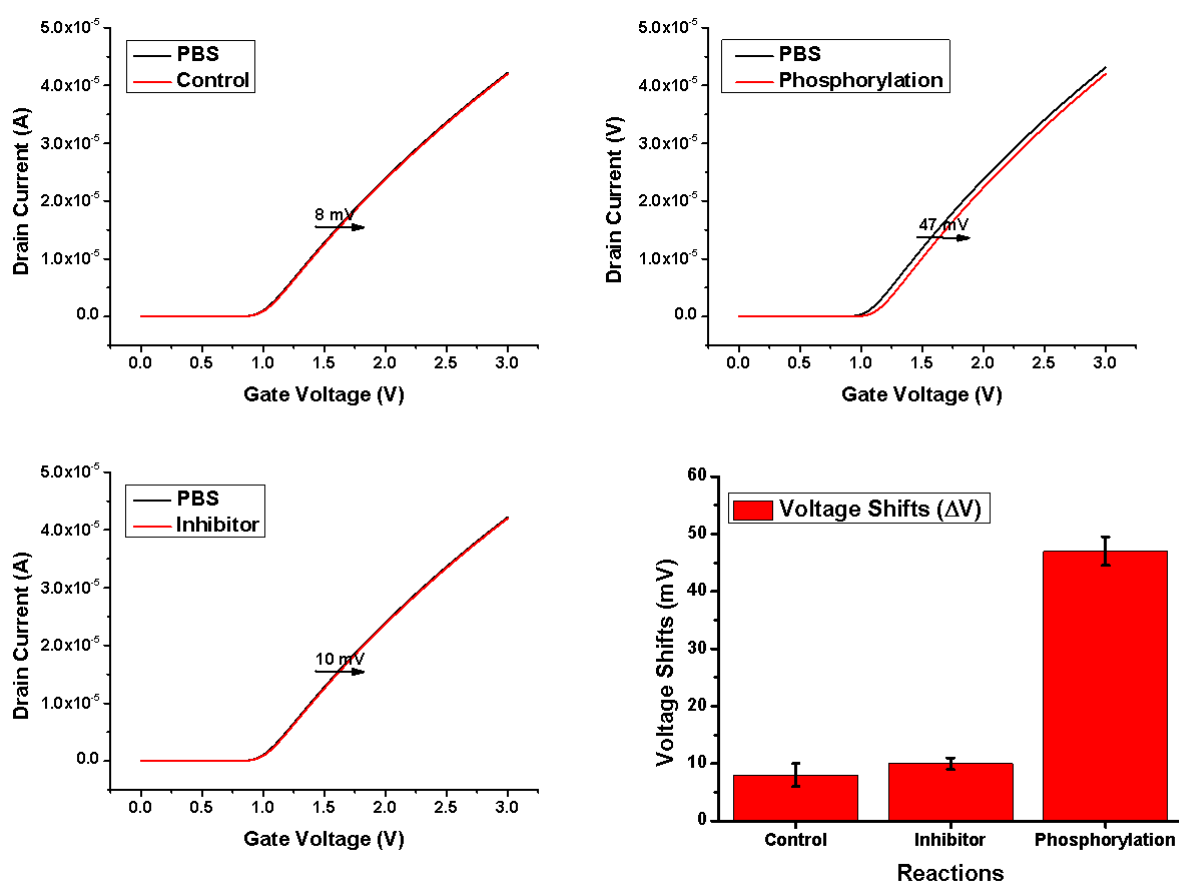 5.0x10⁻⁵
4.0x10⁻⁵
3.0x10⁻⁵
2.0x10⁻⁵
1.0x10⁻⁵
0.0
Drain Current (A)
PBS
Control
8 mV
0.0 0.5 1.0 1.5 2.0 2.5 3.0
Gate Voltage (V)
5.0x10⁻⁵
4.0x10⁻⁵
3.0x10⁻⁵
2.0x10⁻⁵
1.0x10⁻⁵
0.0
Drain Current (V)
PBS
Phosphorylation
47 mV
0.0 0.5 1.0 1.5 2.0 2.5 3.0
Gate Voltage (V)
5.0x10⁻⁵
4.0x10⁻⁵
3.0x10⁻⁵
2.0x10⁻⁵
1.0x10⁻⁵
0.0
Drain Current (A)
PBS
Inhibitor
10 mV
0.0 0.5 1.0 1.5 2.0 2.5 3.0
Gate Voltage (V)
60
50
40
30
20
10
0
Voltage Shifts (mV)
Voltage Shifts (ΔV)
Control Inhibitor Phosphorylation
Reactions